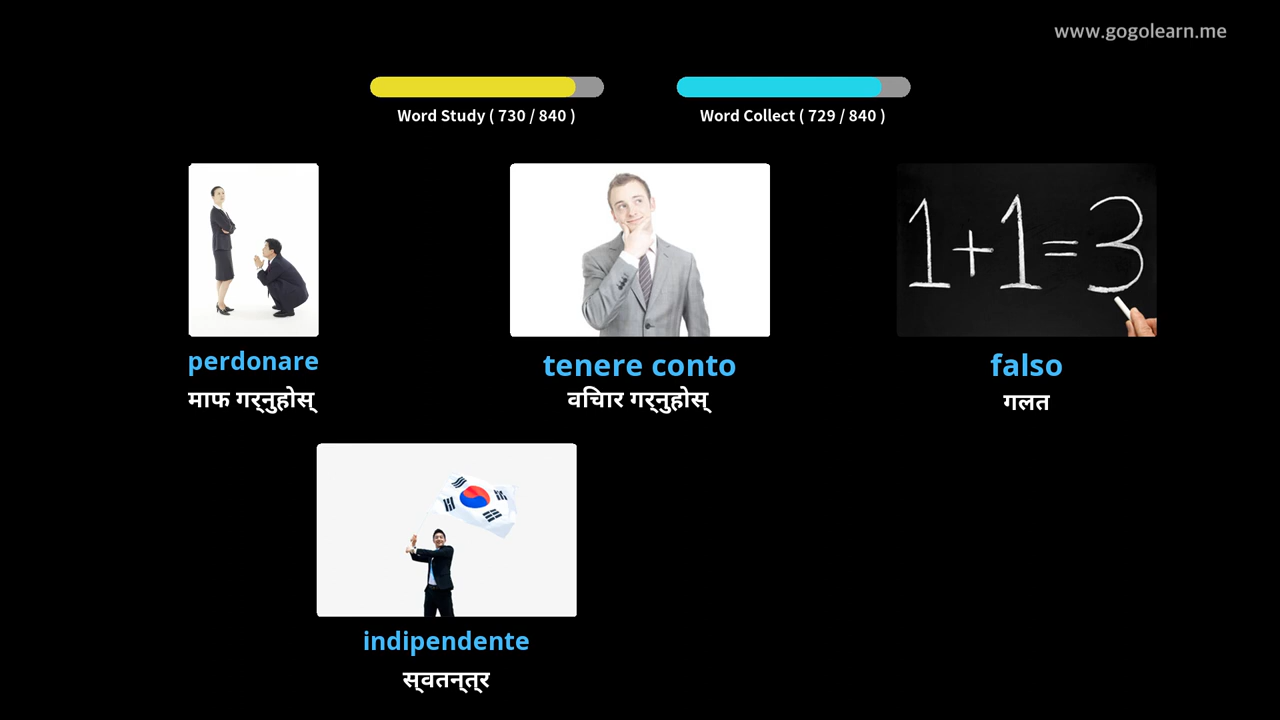 www.gogolearn.me
Word Study ( 730 / 840 )
Word Collect ( 729 / 840 )
1+1=3
perdonare
माफ गर्नुहोस्
tenere conto
विचार गर्नुहोस्
falso
गलत
indipendente
स्वतन्त्र